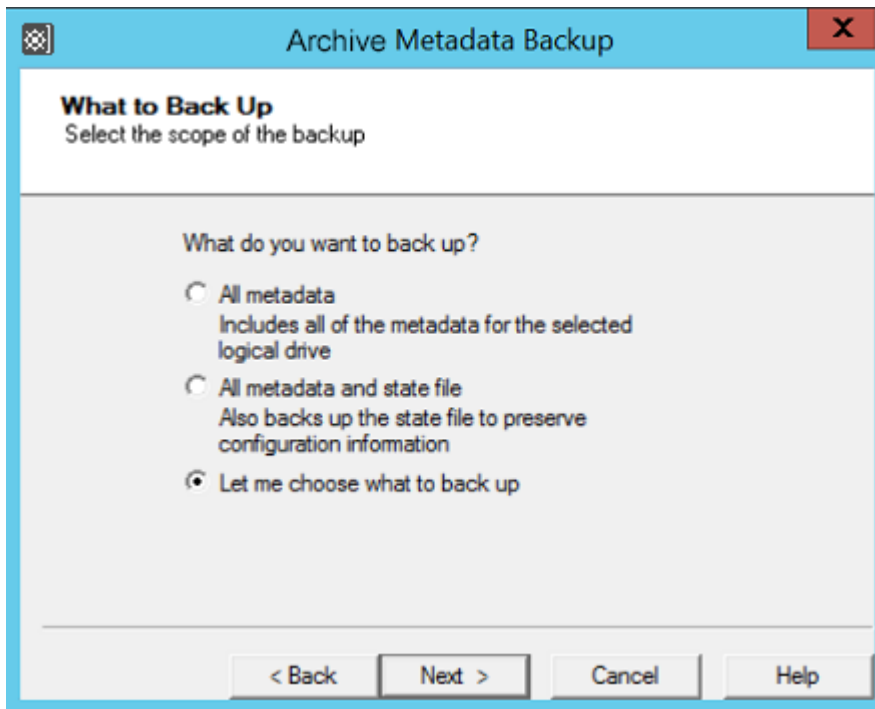 Archive Metadata Backup
X
What to Back Up
Select the scope of the backup
What do you want to back up?
All metadata
Includes all of the metadata for the selected
logical drive
All metadata and state file
Also backs up the state file to preserve
configuration information
Let me choose what to back up
< Back
Next >
Cancel
Help